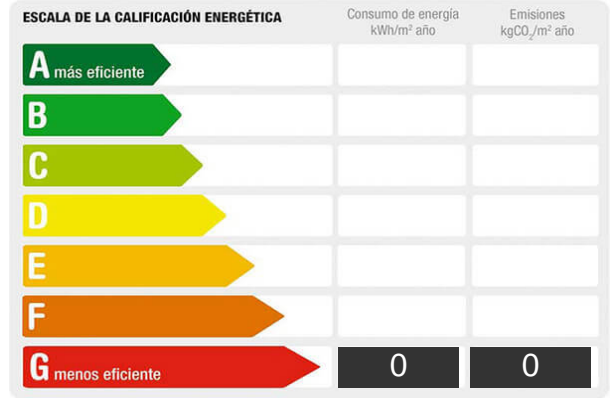 ESCALA DE LA CALIFICACIÓN ENERGÉTICA
Consumo de energía
kWh/m² año
Emisiones
kgCO₂/m² año
A más eficiente
B
C
D
E
F
G menos eficiente 0 0